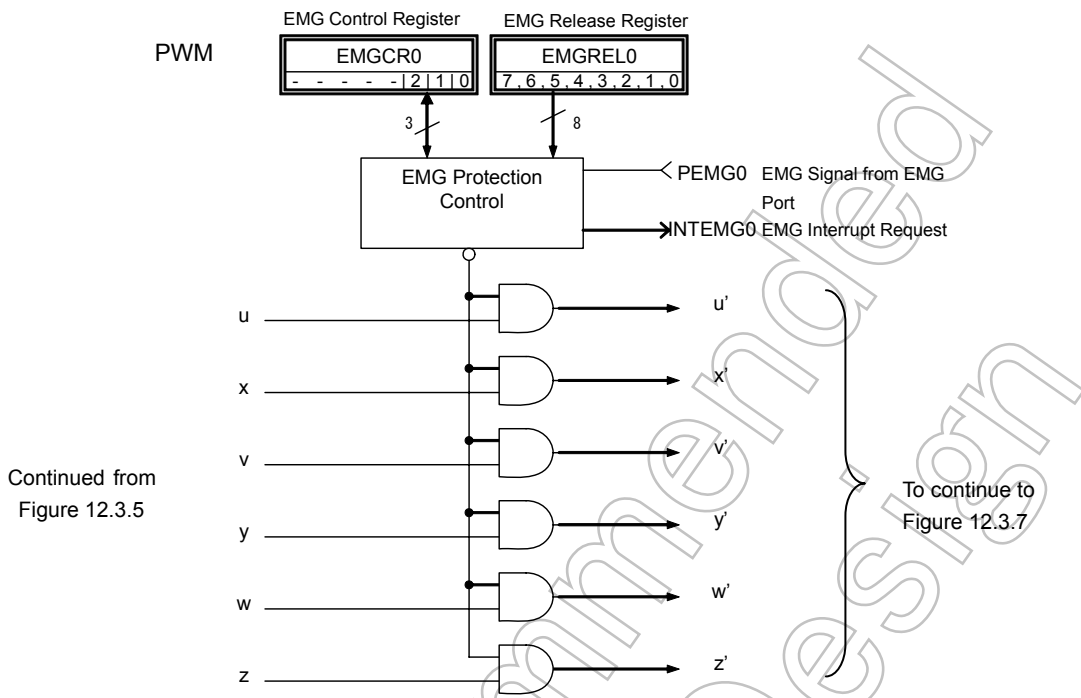 EMG Control Register
EMG Release Register
PWM
EMGCR0
EMGREL0
- - - - -|2|1|0
7,6,5,4,3,2,1,0
3
8
EMG Protection
Control
PEMG0 EMG Signal from EMG
Port
INTEMG0 EMG Interrupt Request
u
u’
x
x’
v
v’
Continued from
Figure 12.3.5
To continue to
Figure 12.3.7
y
y’
w
w’
z
z’
mmended
Design